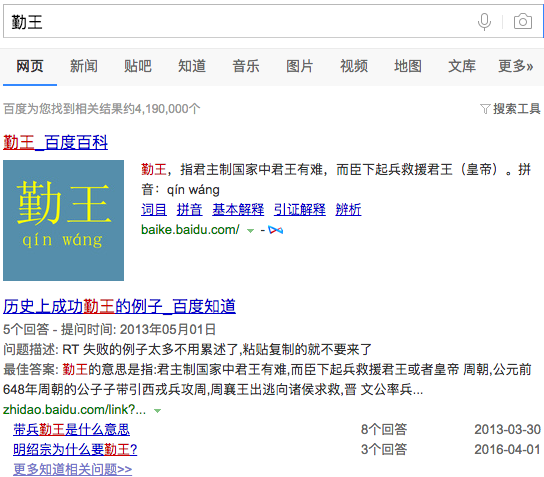 勤王
网页 新闻 贴吧 知道 音乐 图片 视频 地图 文库 更多»
百度为您找到相关结果约4,190,000个 搜索工具
勤王_百度百科
勤王
qín wáng
勤王，指君主制国家中君王有难，而臣下起兵救援君王（皇帝）。拼
音：qín wáng
词目 拼音 基本解释 引证解释 辨析
baike.baidu.com/ -
历史上成功勤王的例子_百度知道
5个回答 - 提问时间: 2013年05月01日
问题描述: RT 失败的例子太多不用累述了,粘贴复制的就不要来了
最佳答案: 勤王的意思是指:君主制国家中君王有难,而臣下起兵救援君王或者皇帝 周朝,公元前
648年周朝的公子子带引西戎兵攻周,周襄王出逃向诸侯求救,晋 文公率兵...
zhidao.baidu.com/link?...
带兵勤王是什么意思 8个回答 2013-03-30
明绍宗为什么要勤王? 3个回答 2016-04-01
更多知道相关问题>>